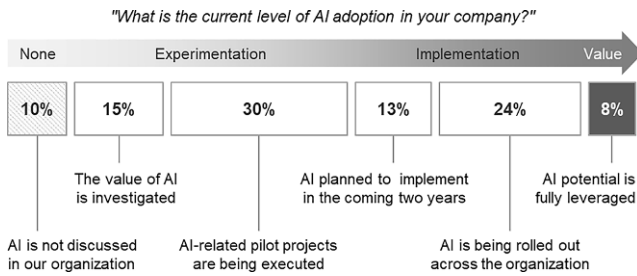 "What is the current level of AI adoption in your company?"
None Experimentation Implementation Value
10% 15% 30% 13% 24% 8%
The value of AI
is investigated
AI planned to implement
in the coming two years
AI potential is
fully leveraged
AI is not discussed
in our organization
AI-related pilot projects
are being executed
AI is being rolled out
across the organization